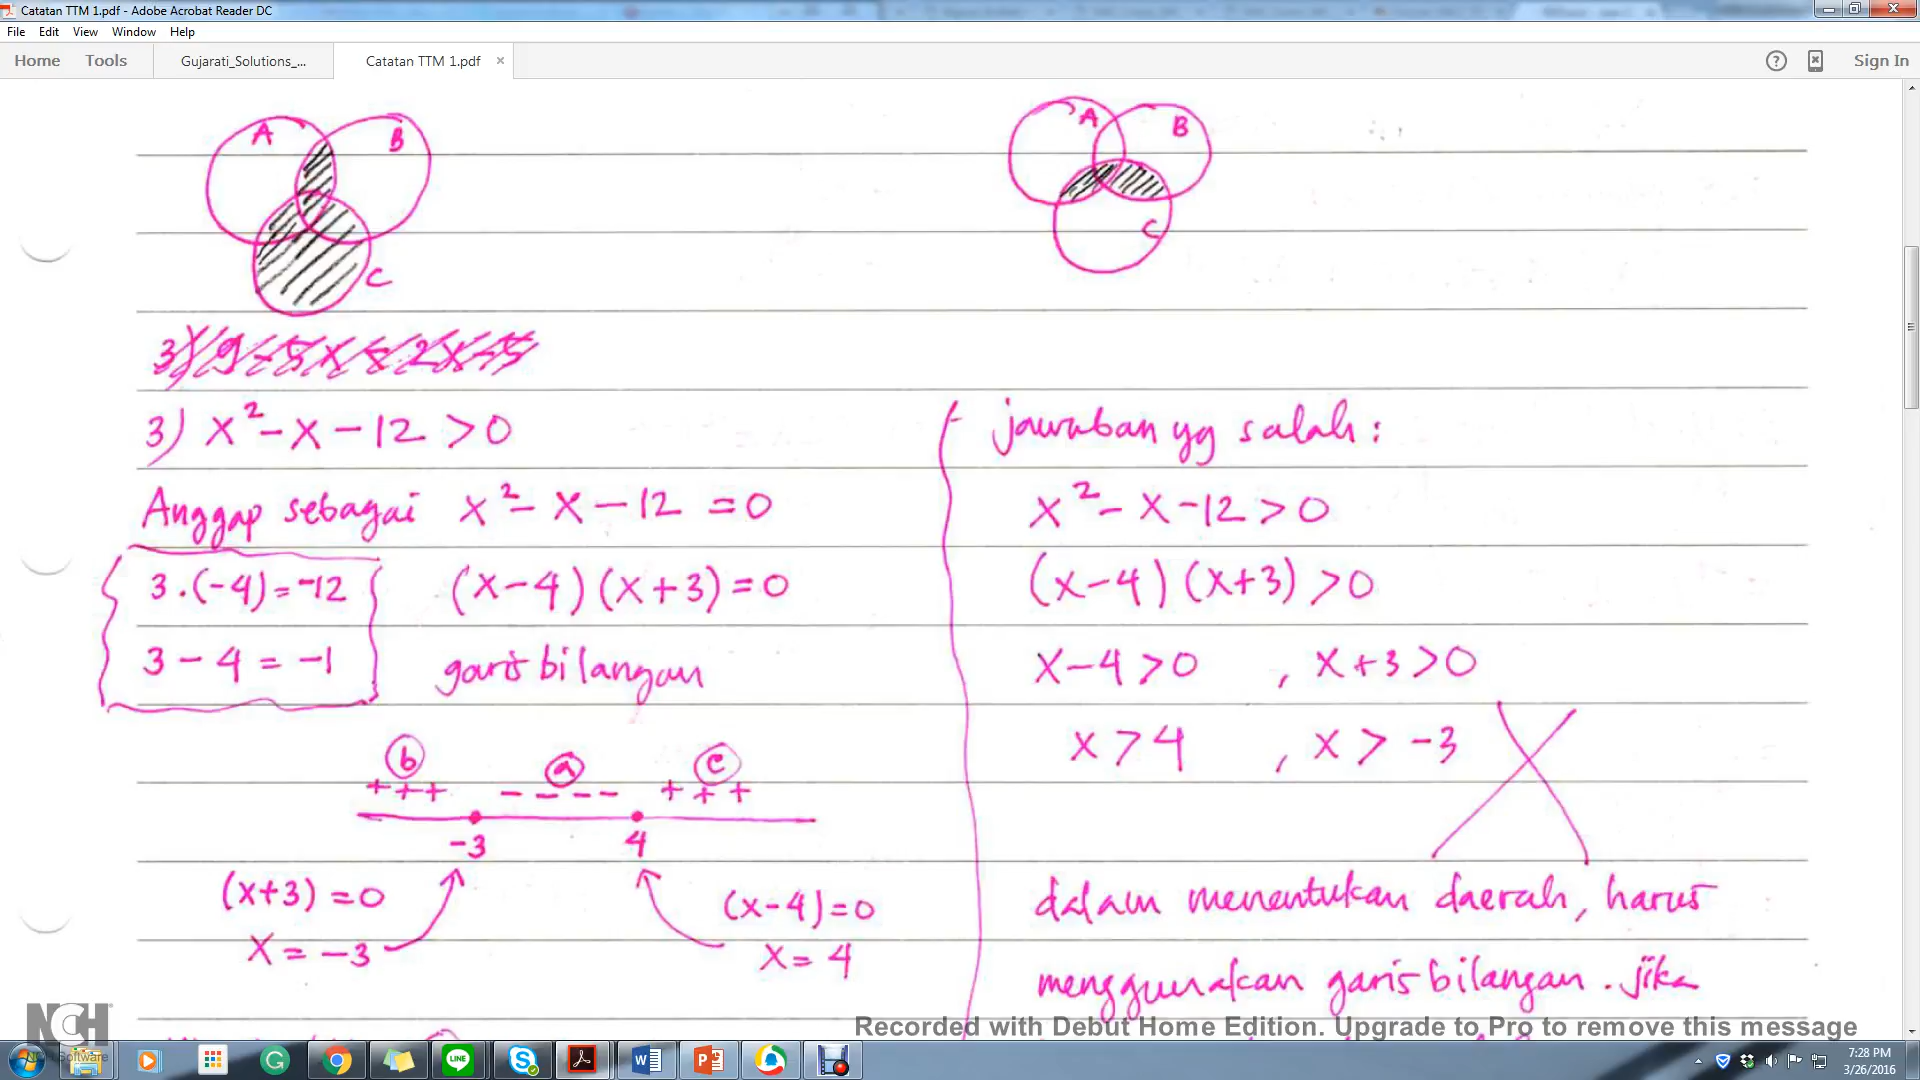 Catatan TTM 1.pdf - Adobe Acrobat Reader DC
File Edit View Window Help
Home Tools Gujarati_Solutions_... Catatan TTM 1.pdf × Sign In
A B C
A B C
3) x² - x - 12 > 0
Anggap sebagai x² - x - 12 = 0
3 . (-4) = -12
3 - 4 = -1
(x - 4) (x + 3) = 0
garis bilangan
b a c
+ + + - - - - + + +
-3 4
(x+3) = 0
x = -3
(x-4) = 0
x = 4
jawaban yg salah :
x² - x - 12 > 0
(x - 4) (x + 3) > 0
x - 4 > 0 , x + 3 > 0
x > 4 , x > -3
dalam menentukan daerah, harus
menggunakan garis bilangan . jika
NCH
NCH Software
Recorded with Debut Home Edition. Upgrade to Pro to remove this message
LINE
7:28 PM
3/26/2016